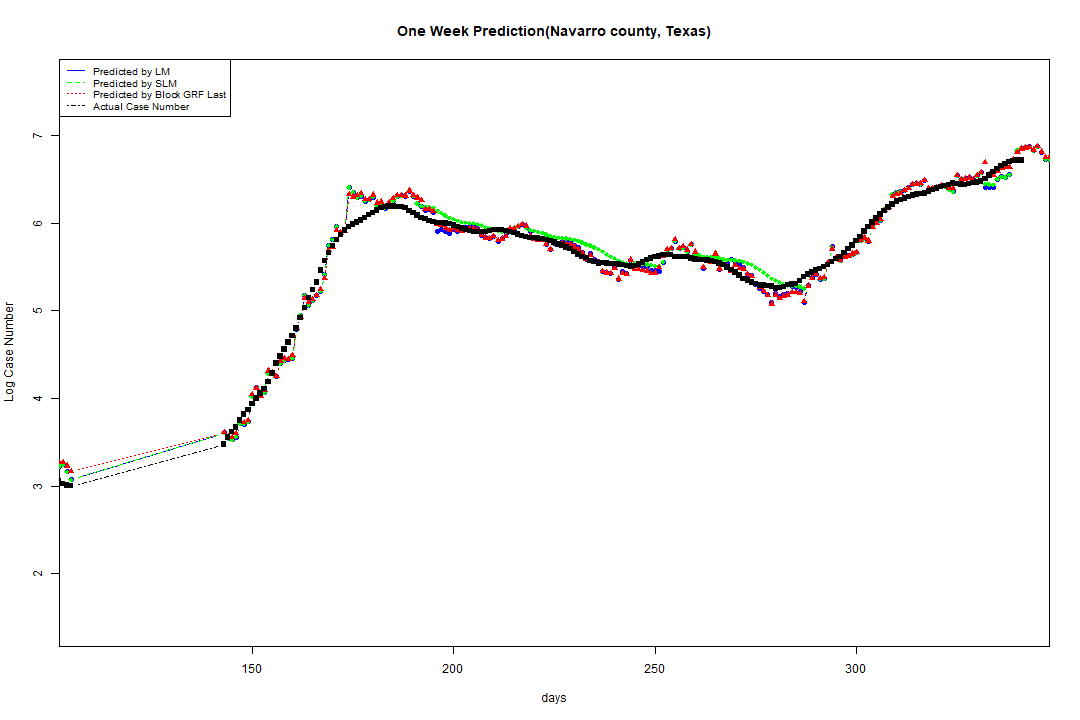 One Week Prediction(Navarro county, Texas)
Predicted by LM
Predicted by SLM
Predicted by Block GRF Last
Actual Case Number
7
6
5
4
3
2
Log Case Number
150 200 250 300
days